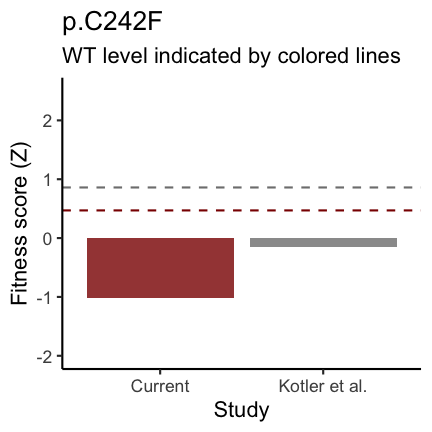 p.C242F
WT level indicated by colored lines
Fitness score (Z)
2
1
0
-1
-2
Current
Kotler et al.
Study